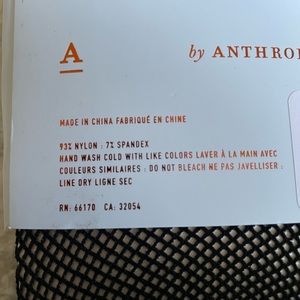 A
by ANTHRO
MADE IN CHINA FABRIQUÉ EN CHINE
93% NYLON : 7% SPANDEX
HAND WASH COLD WITH LIKE COLORS LAVER À LA MAIN AVEC
COULEURS SIMILAIRES : DO NOT BLEACH NE PAS JAVELLISER :
LINE DRY LIGNE SEC
RN: 66170 CA: 32054